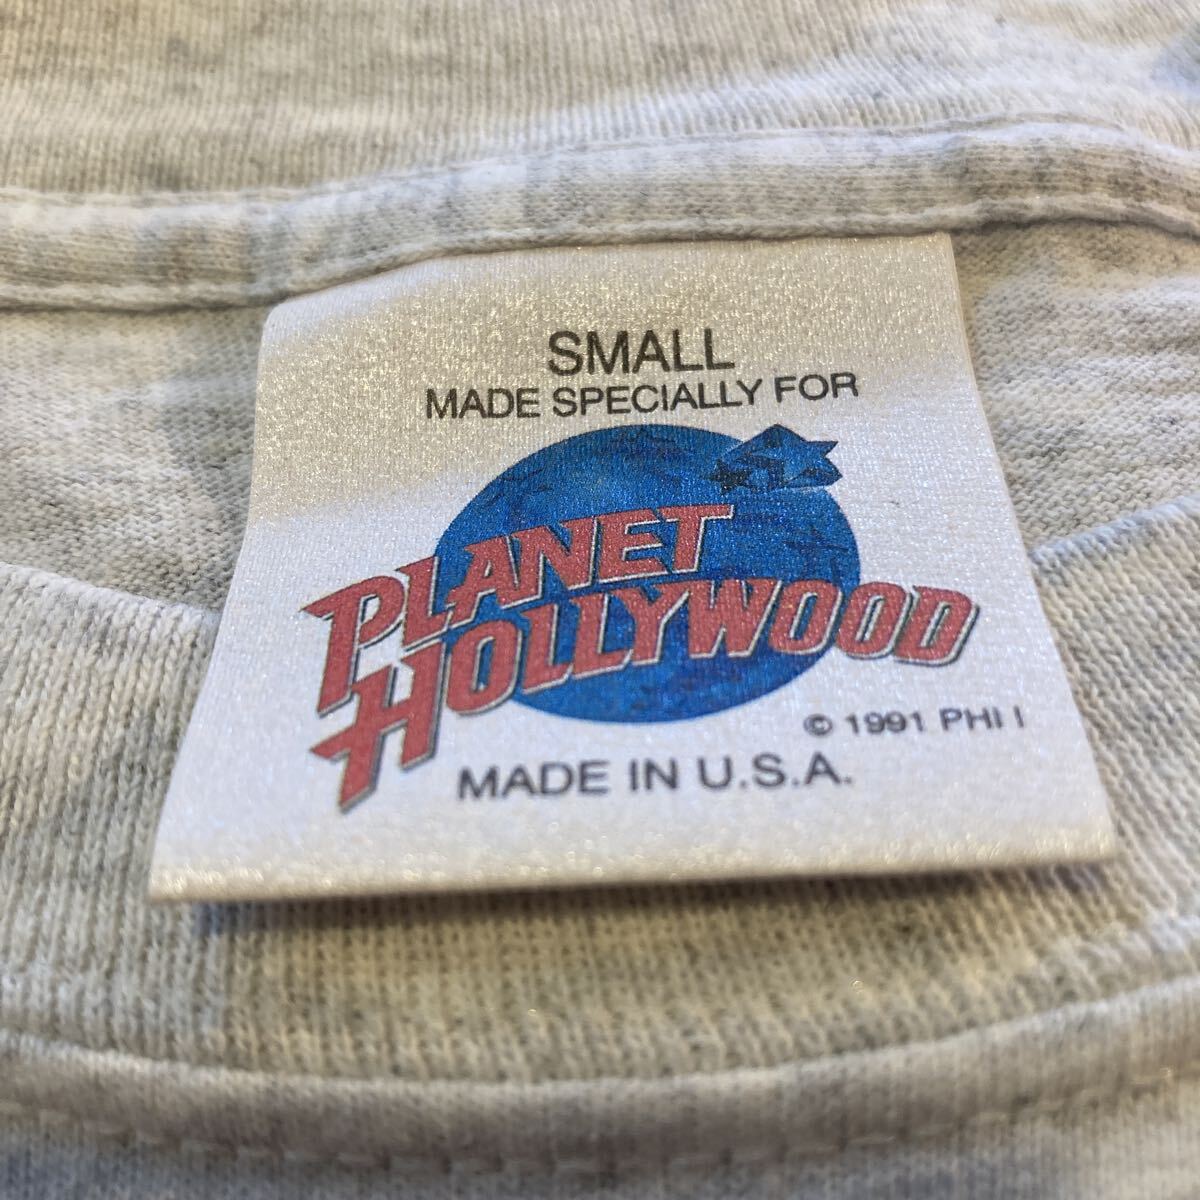 SMALL
MADE SPECIALLY FOR
PLANET
HOLLYWOOD
© 1991 PHI I
MADE IN U.S.A.